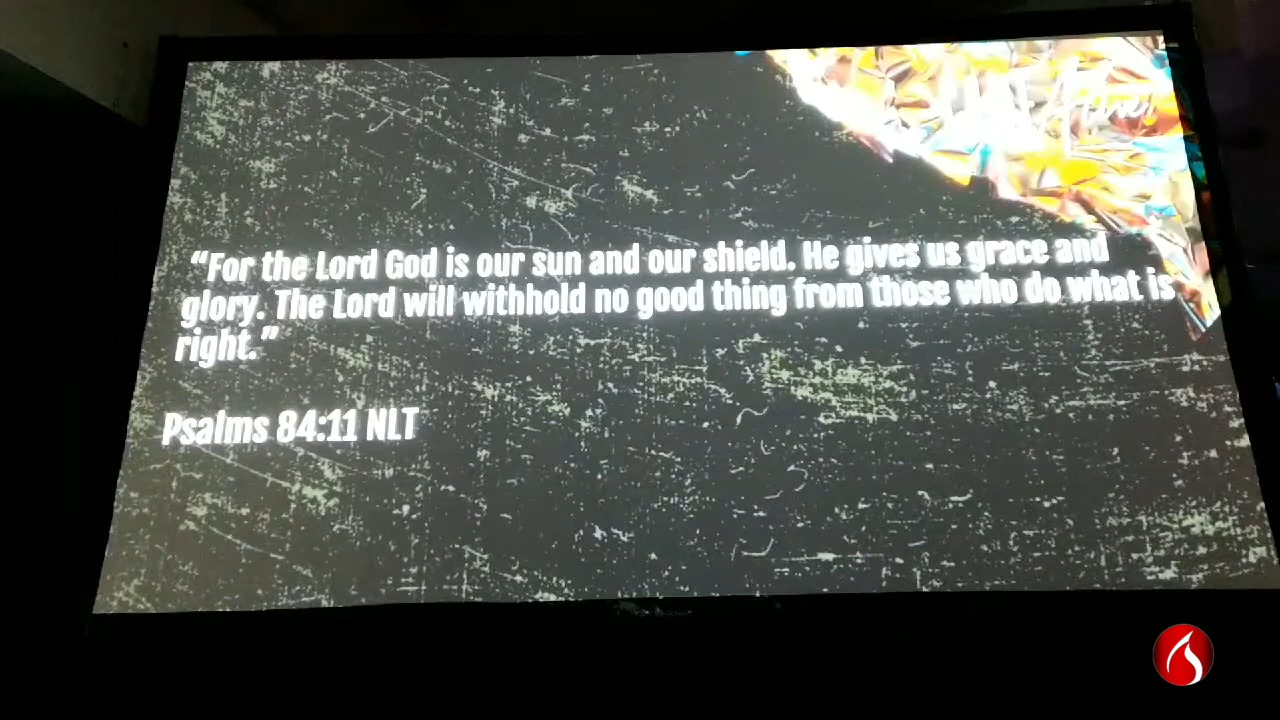 “For the Lord God is our sun and our shield. He gives us grace and
glory. The Lord will withhold no good thing from those who do what is
right.”
Psalms 84:11 NLT